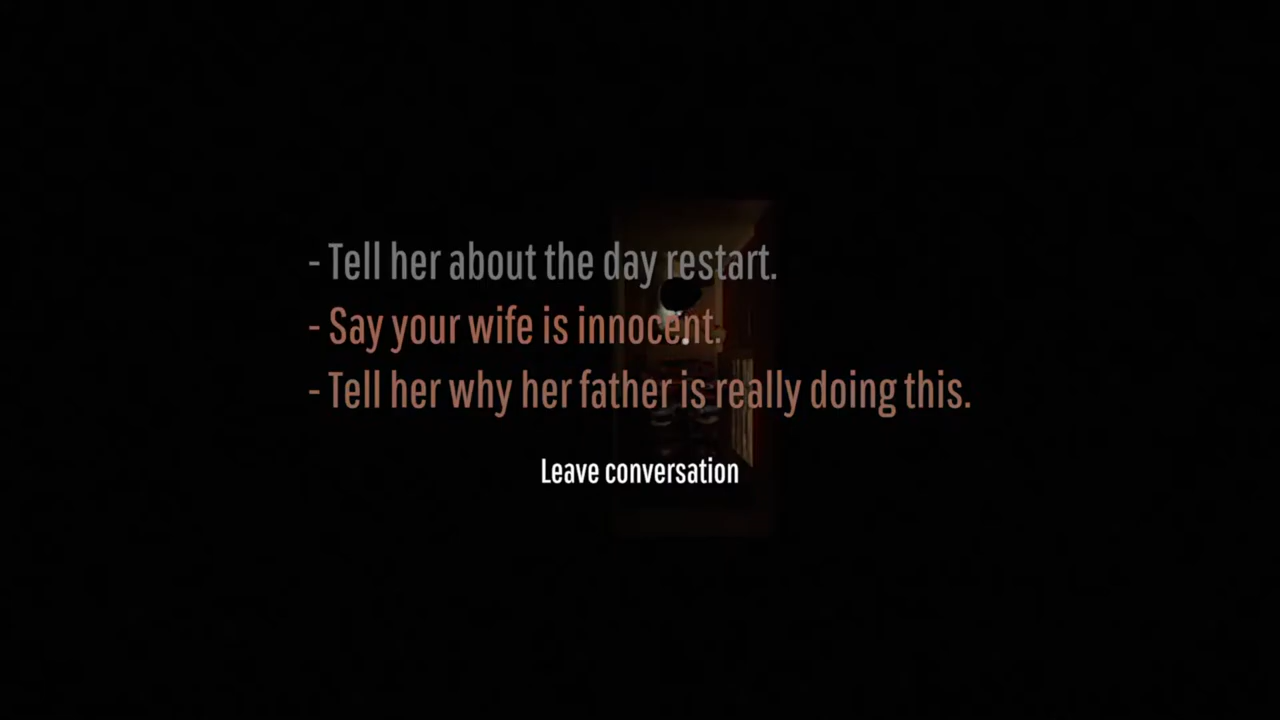 - Tell her about the day restart.
- Say your wife is innocent.
- Tell her why her father is really doing this.
Leave conversation